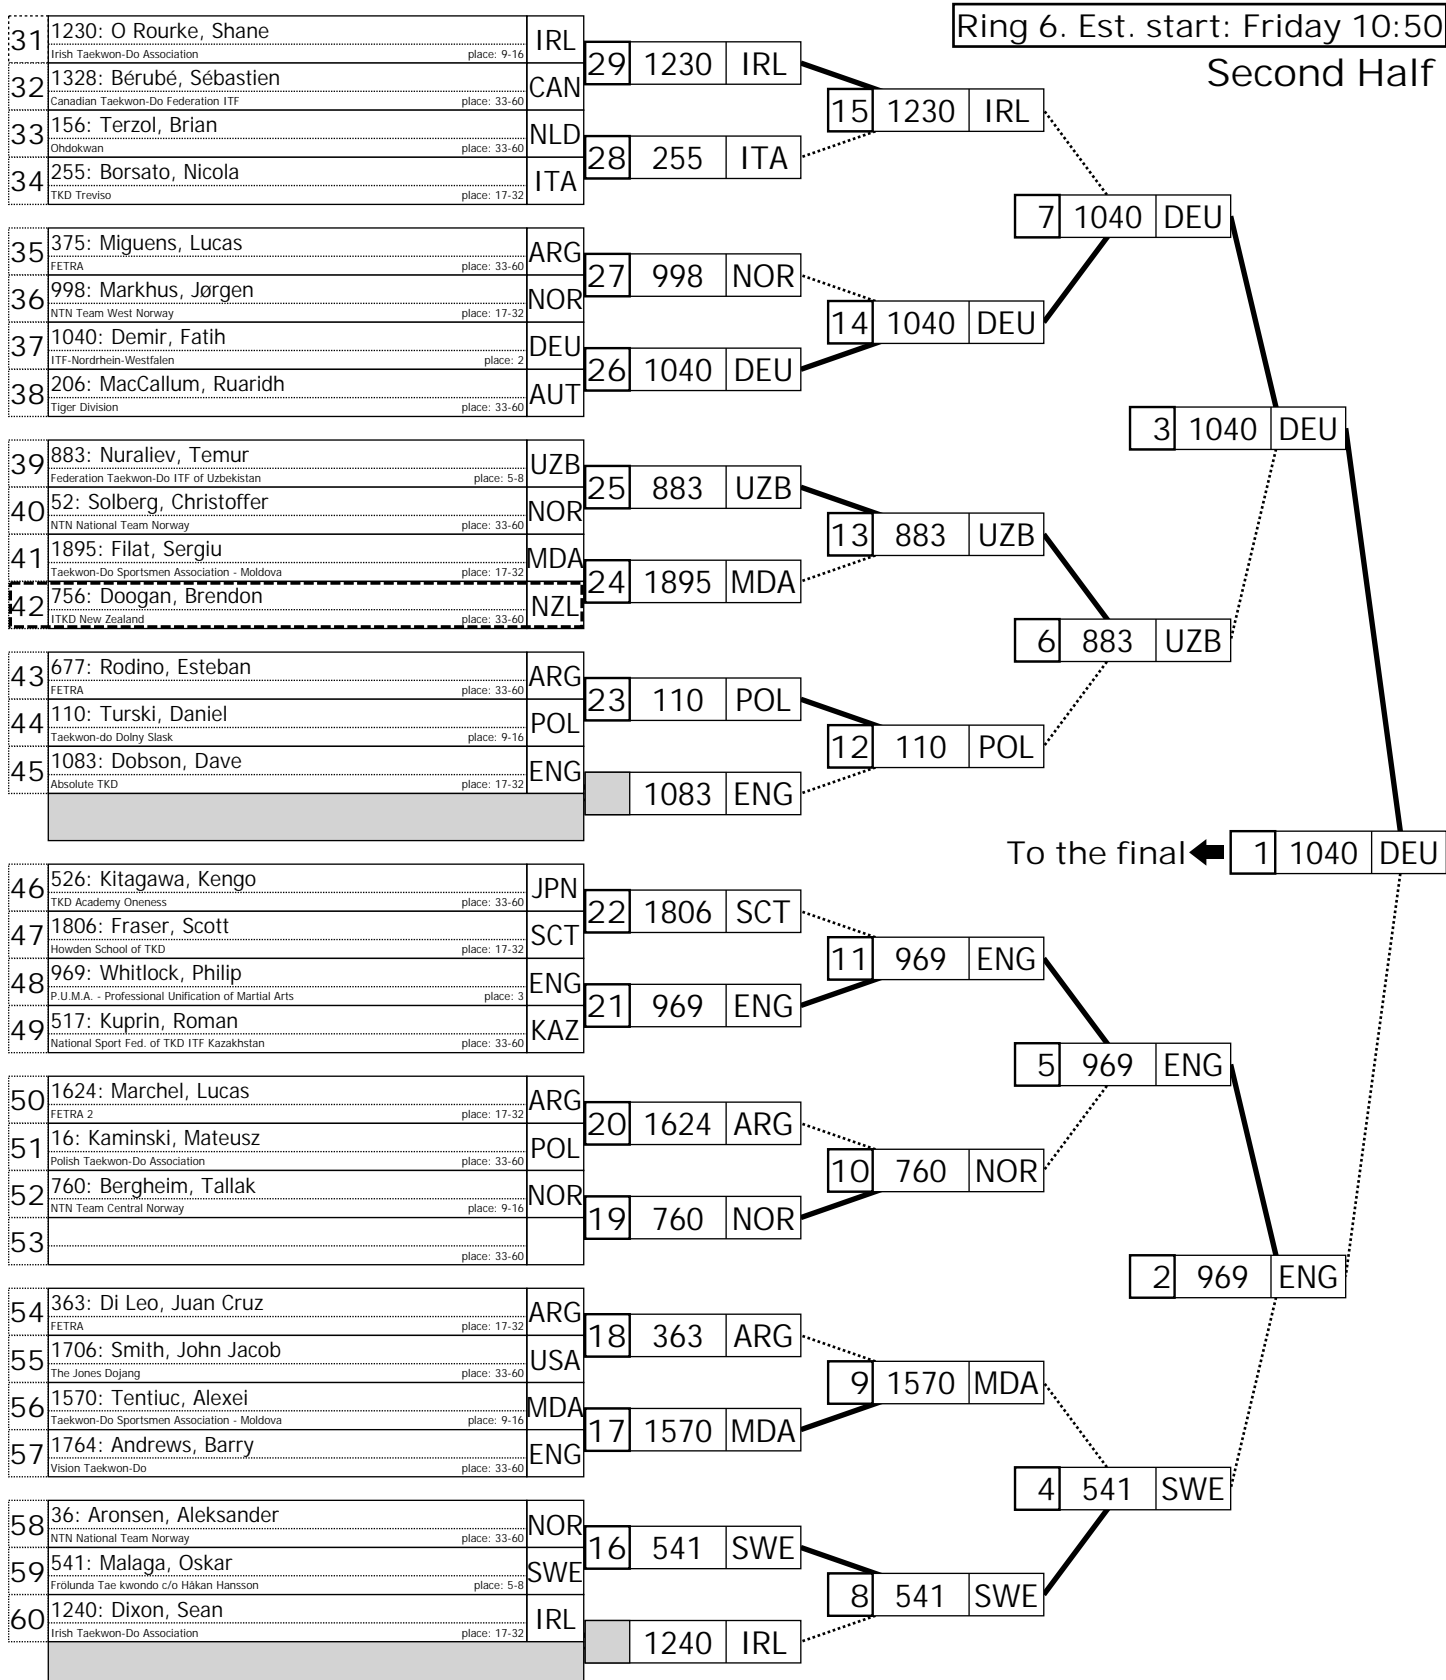 Ring 6. Est. start: Friday 10:50
Second Half
31 1230: O Rourke, Shane IRL
Irish Taekwon-Do Association place: 9-16
32 1328: Bérubé, Sébastien CAN
Canadian Taekwon-Do Federation ITF place: 33-60
33 156: Terzol, Brian NLD
Ohdokwan place: 33-60
34 255: Borsato, Nicola ITA
TKD Treviso place: 17-32
35 375: Miguens, Lucas ARG
FETRA place: 33-60
36 998: Markhus, Jørgen NOR
NTN Team West Norway place: 17-32
37 1040: Demir, Fatih DEU
ITF-Nordrhein-Westfalen place: 2
38 206: MacCallum, Ruaridh AUT
Tiger Division place: 33-60
39 883: Nuraliev, Temur UZB
Federation Taekwon-Do ITF of Uzbekistan place: 5-8
40 52: Solberg, Christoffer NOR
NTN National Team Norway place: 33-60
41 1895: Filat, Sergiu MDA
Taekwon-Do Sportsmen Association - Moldova place: 17-32
42 756: Doogan, Brendon NZL
ITKD New Zealand place: 33-60
43 677: Rodino, Esteban ARG
FETRA place: 33-60
44 110: Turski, Daniel POL
Taekwon-do Dolny Slask place: 9-16
45 1083: Dobson, Dave ENG
Absolute TKD place: 17-32
46 526: Kitagawa, Kengo JPN
TKD Academy Oneness place: 33-60
47 1806: Fraser, Scott SCT
Howden School of TKD place: 17-32
48 969: Whitlock, Philip ENG
P.U.M.A. - Professional Unification of Martial Arts place: 3
49 517: Kuprin, Roman KAZ
National Sport Fed. of TKD ITF Kazakhstan place: 33-60
50 1624: Marchel, Lucas ARG
FETRA 2 place: 17-32
51 16: Kaminski, Mateusz POL
Polish Taekwon-Do Association place: 33-60
52 760: Bergheim, Tallak NOR
NTN Team Central Norway place: 9-16
53
place: 33-60
54 363: Di Leo, Juan Cruz ARG
FETRA place: 17-32
55 1706: Smith, John Jacob USA
The Jones Dojang place: 33-60
56 1570: Tentiuc, Alexei MDA
Taekwon-Do Sportsmen Association - Moldova place: 9-16
57 1764: Andrews, Barry ENG
Vision Taekwon-Do place: 33-60
58 36: Aronsen, Aleksander NOR
NTN National Team Norway place: 33-60
59 541: Malaga, Oskar SWE
Frölunda Tae kwondo c/o Håkan Hansson place: 5-8
60 1240: Dixon, Sean IRL
Irish Taekwon-Do Association place: 17-32
29 1230 IRL
28 255 ITA
27 998 NOR
26 1040 DEU
25 883 UZB
24 1895 MDA
23 110 POL
1083 ENG
22 1806 SCT
21 969 ENG
20 1624 ARG
19 760 NOR
18 363 ARG
17 1570 MDA
16 541 SWE
1240 IRL
15 1230 IRL
14 1040 DEU
13 883 UZB
12 110 POL
11 969 ENG
10 760 NOR
9 1570 MDA
8 541 SWE
7 1040 DEU
6 883 UZB
5 969 ENG
4 541 SWE
3 1040 DEU
2 969 ENG
To the final 1 1040 DEU